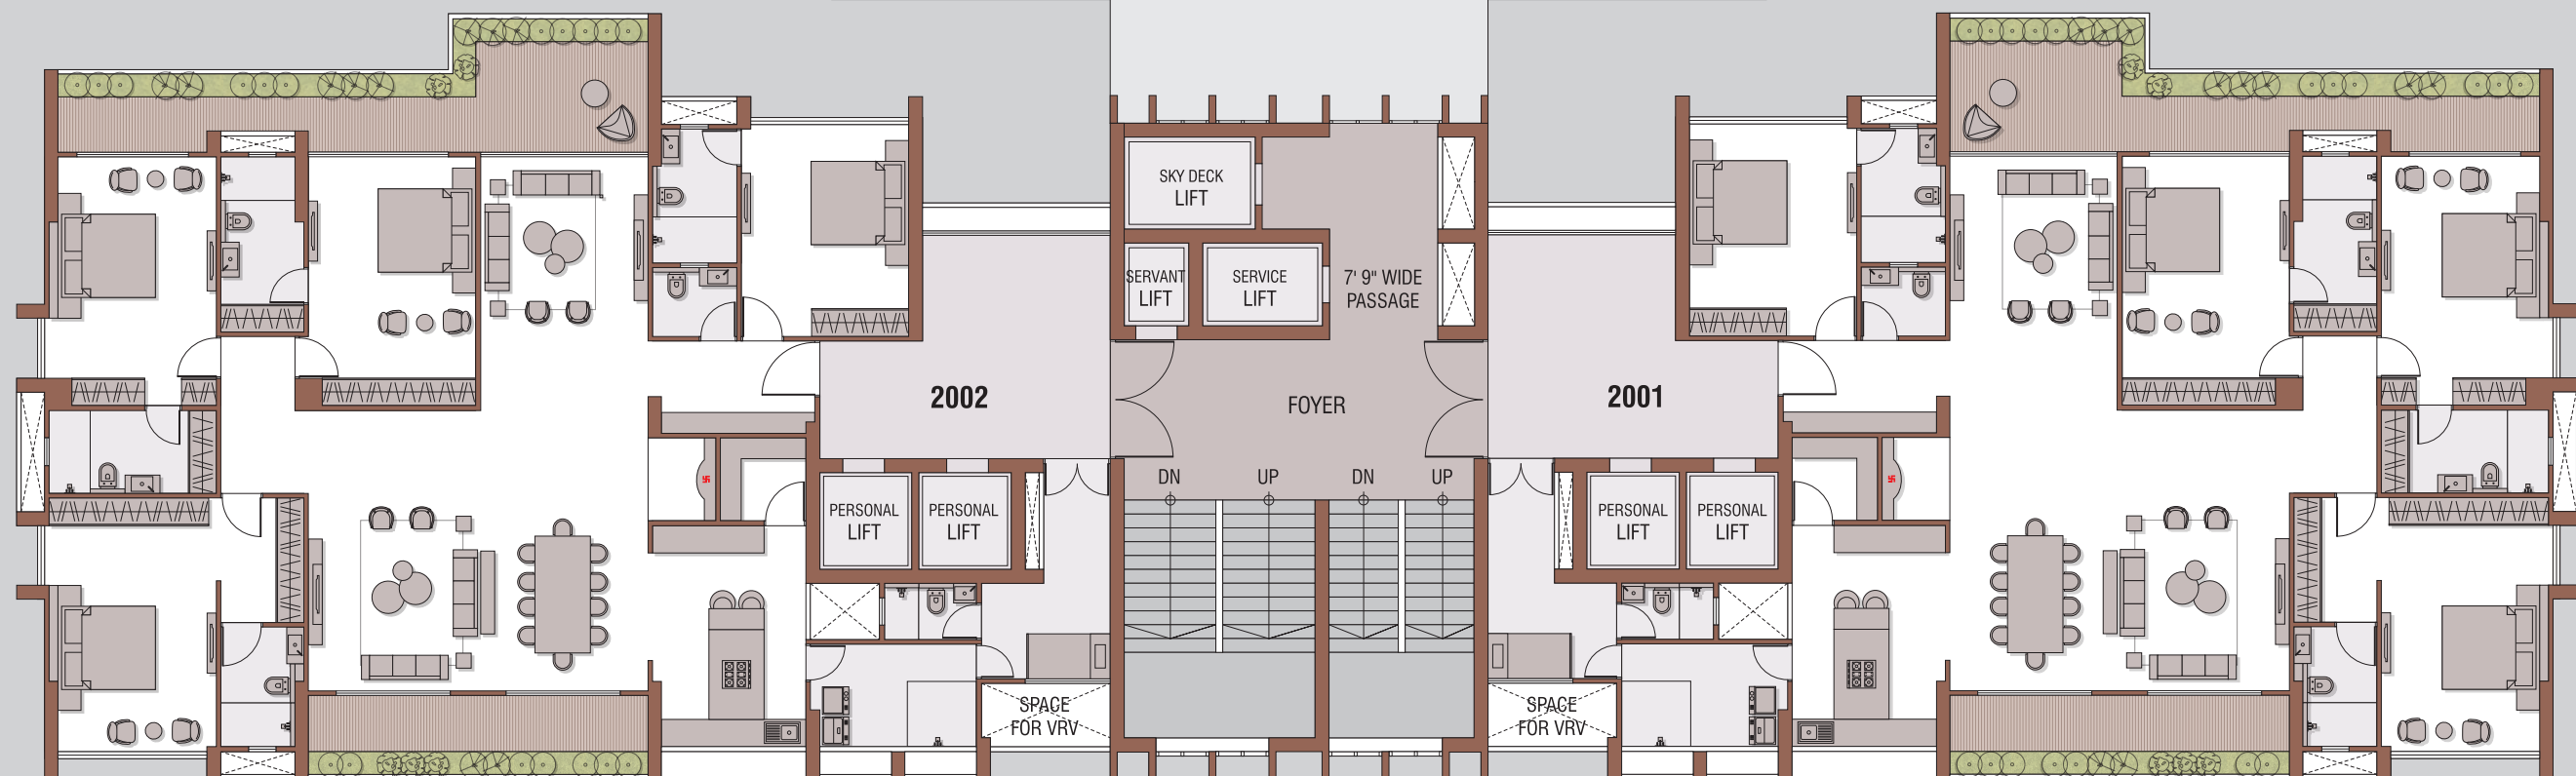 SKY DECK
LIFT
SERVANT
LIFT
SERVICE
LIFT
7' 9" WIDE
PASSAGE
2002
FOYER
2001
DN
UP
DN
UP
PERSONAL
LIFT
PERSONAL
LIFT
PERSONAL
LIFT
PERSONAL
LIFT
SPACE
FOR VRV
SPACE
FOR VRV